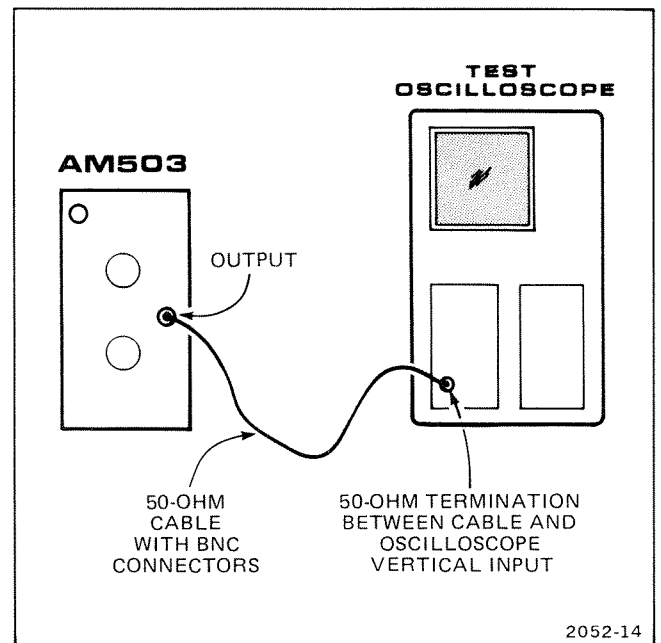 TEST
OSCILLOSCOPE
AM503
OUTPUT
50-OHM
CABLE
WITH BNC
CONNECTORS
50-OHM TERMINATION
BETWEEN CABLE AND
OSCILLOSCOPE
VERTICAL INPUT
2052-14